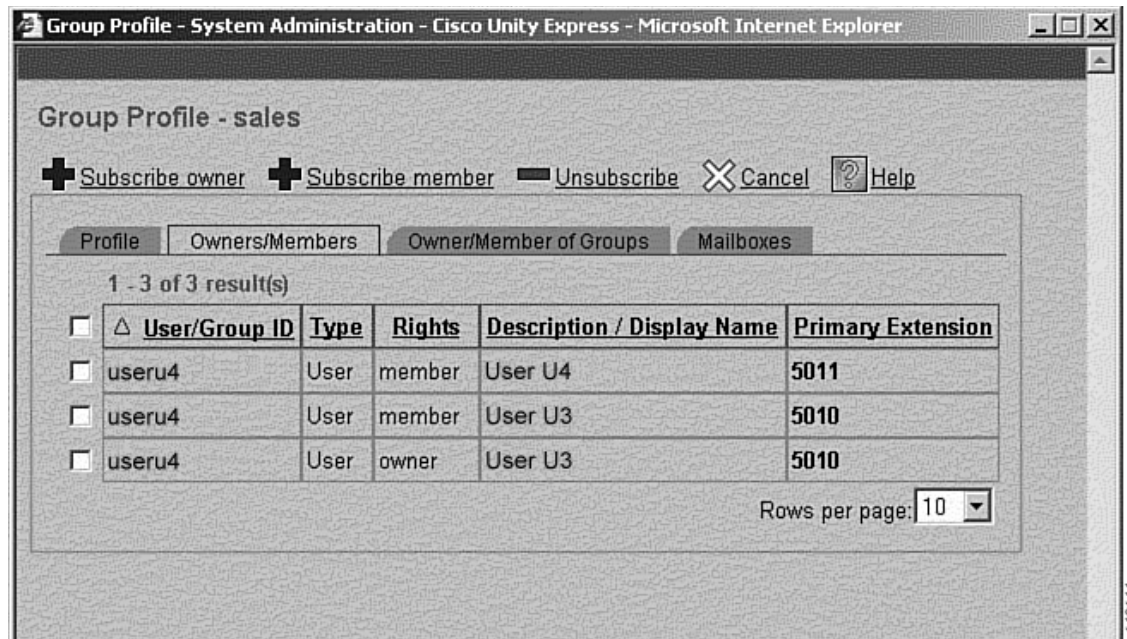 Group Profile - System Administration - Cisco Unity Express - Microsoft Internet Explorer
Group Profile - sales
Subscribe owner Subscribe member Unsubscribe Cancel Help
Profile Owners/Members Owner/Member of Groups Mailboxes
1 - 3 of 3 result(s)
User/Group ID Type Rights Description / Display Name Primary Extension
useru4 User member User U4 5011
useru4 User member User U3 5010
useru4 User owner User U3 5010
Rows per page: 10